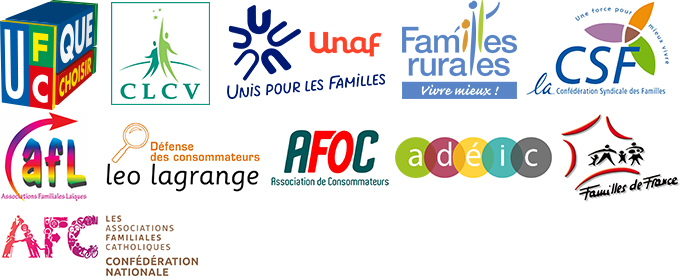 UFC QUE CHOISIR
CLCV
Unaf
UNIS POUR LES FAMILLES
Familles
rurales
Vivre mieux !
Une force pour mieux vivre
la CSF
Confédération Syndicale des Familles
afL
Associations Familiales Laïques
Défense
des consommateurs
leo lagrange
AFOC
Association de Consommateurs
adéic
Familles de France
AFC
LES
ASSOCIATIONS
FAMILIALES
CATHOLIQUES
CONFÉDÉRATION
NATIONALE